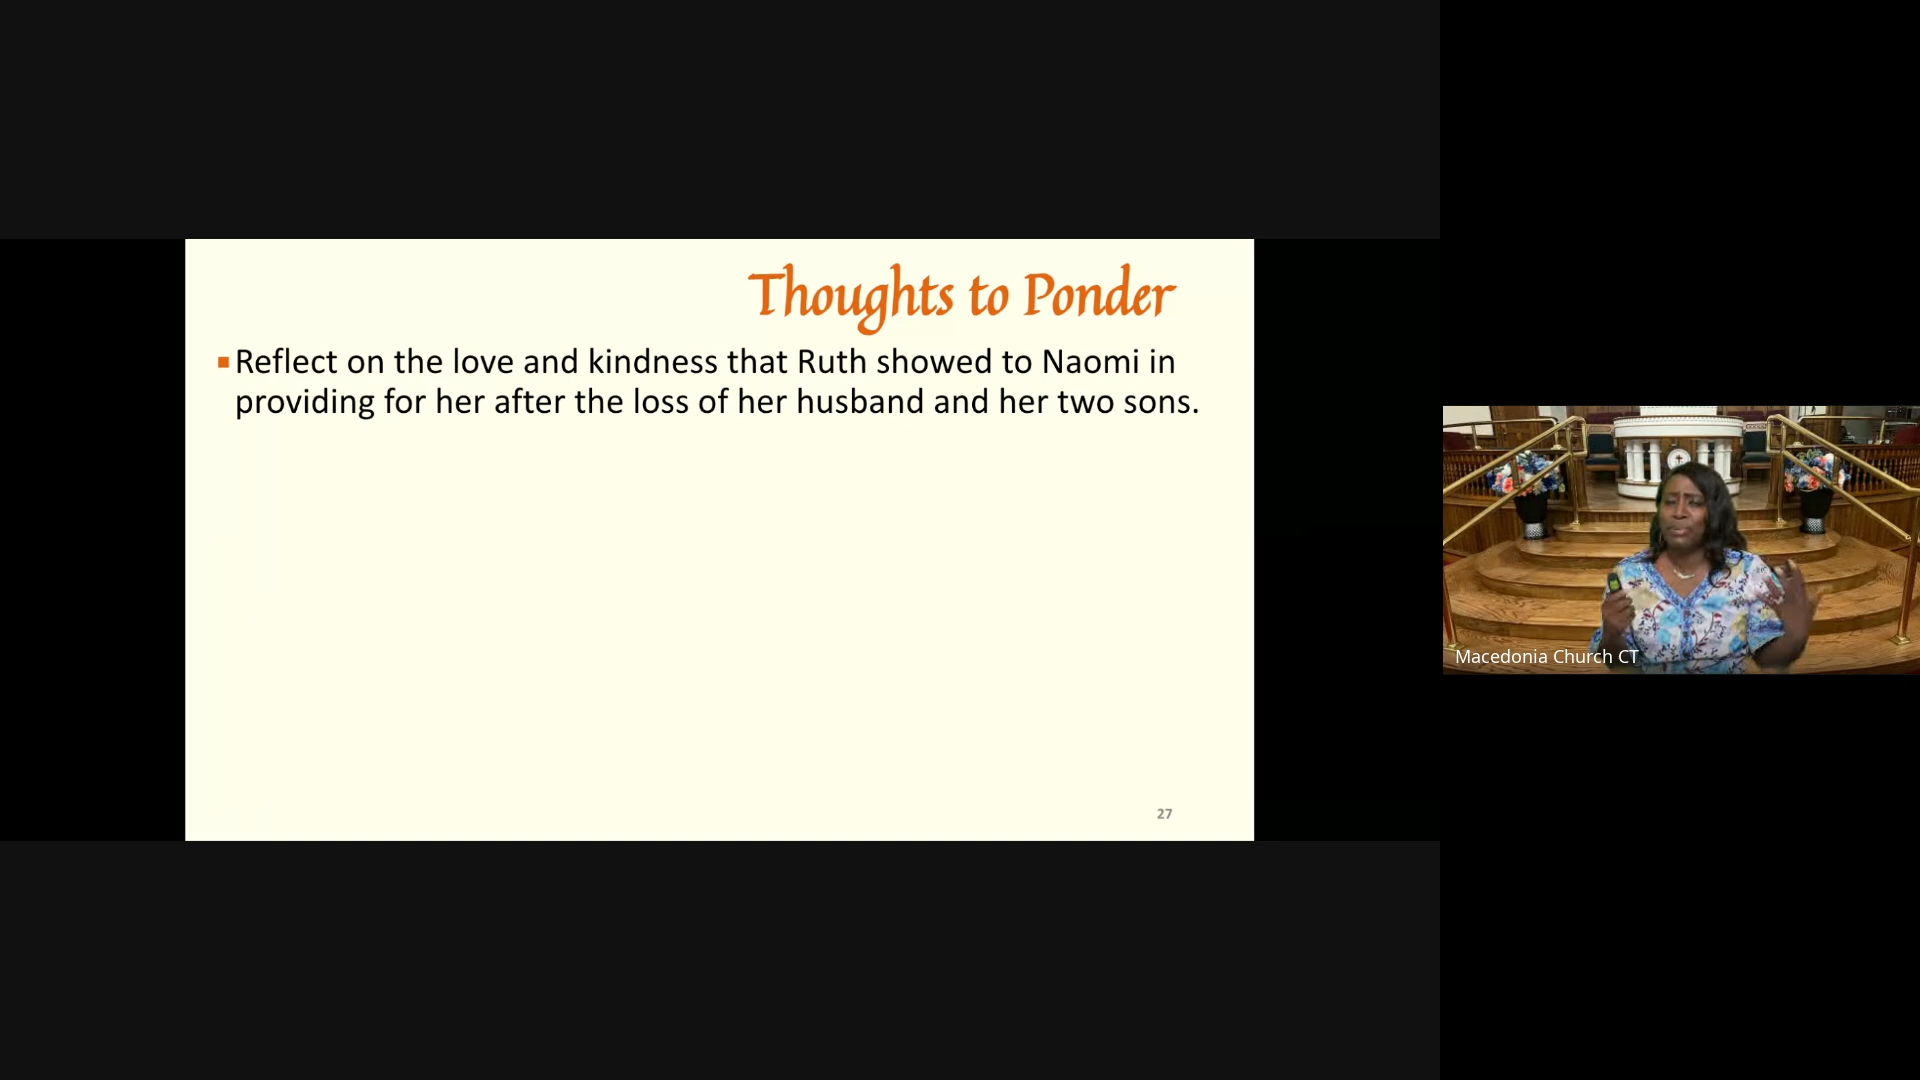 Thoughts to Ponder
Reflect on the love and kindness that Ruth showed to Naomi in
providing for her after the loss of her husband and her two sons.
27
Macedonia Church CT